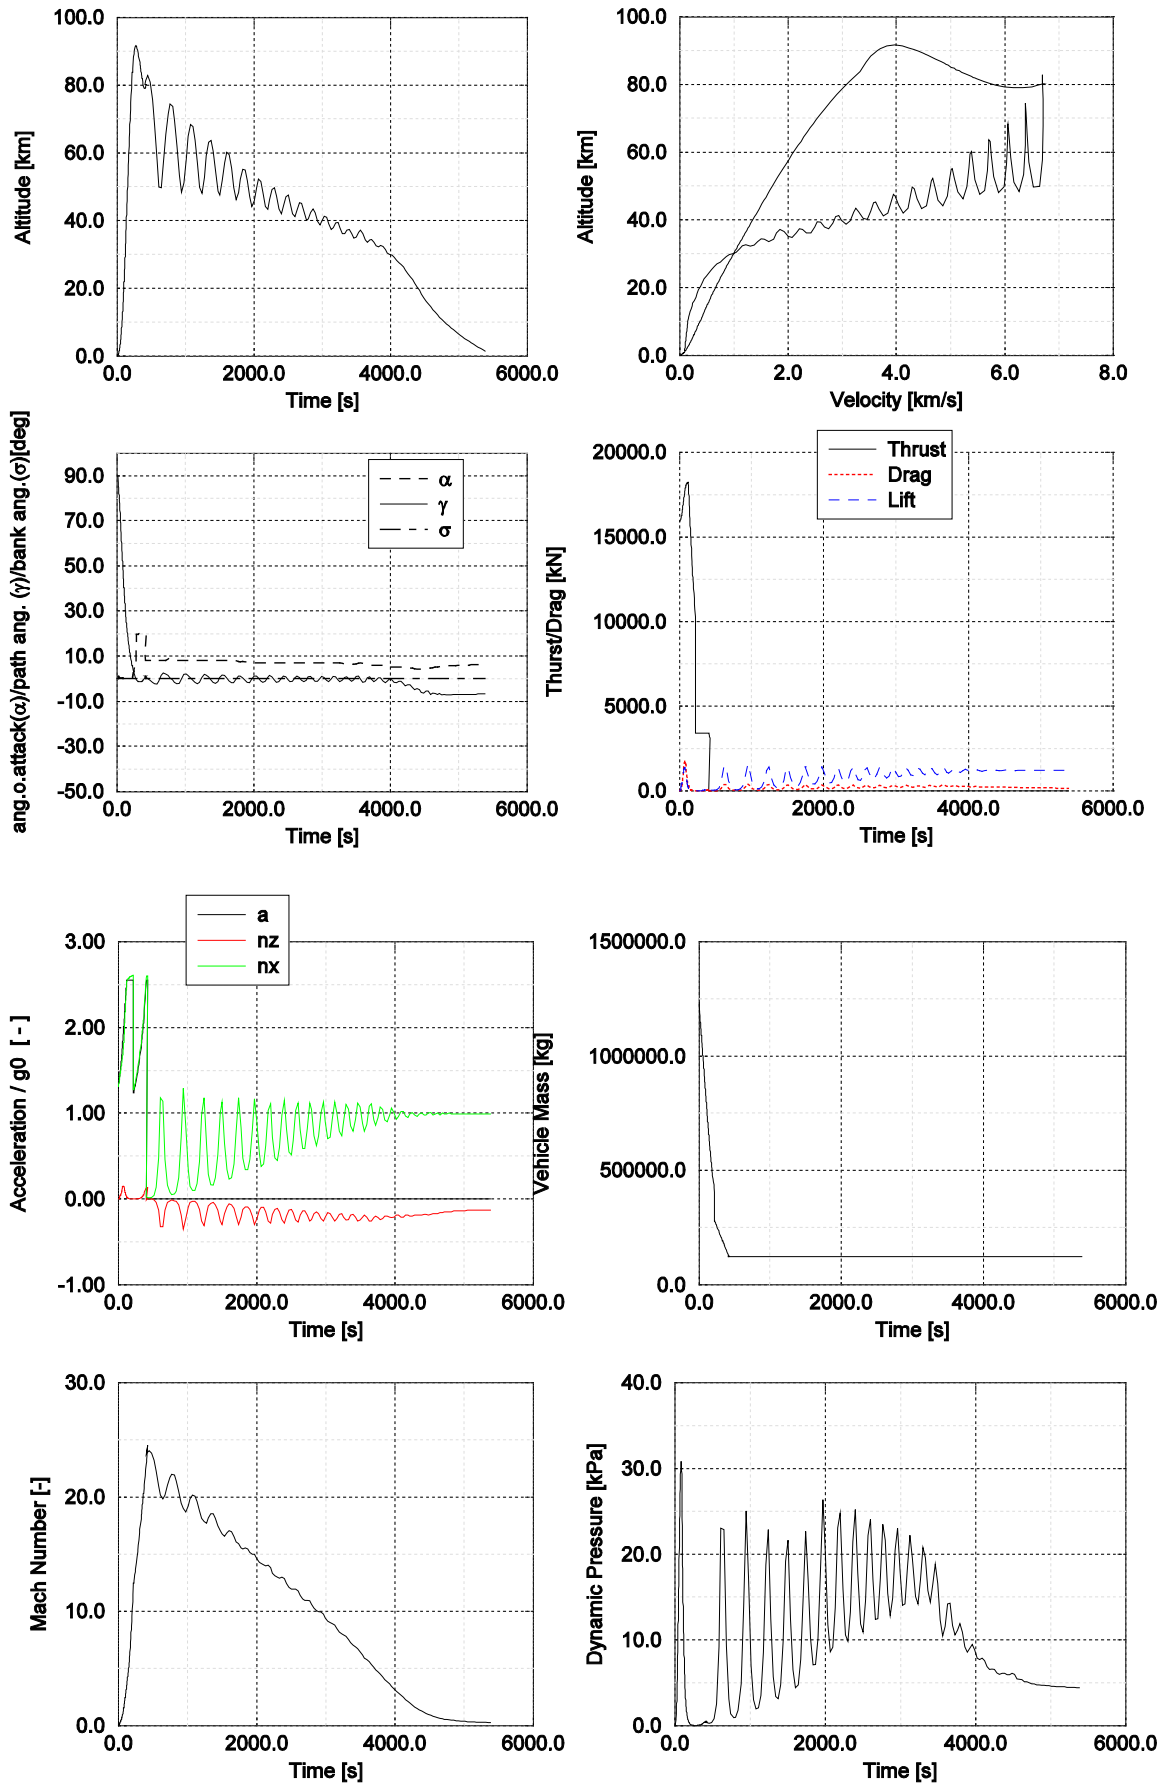 100.0
80.0
60.0
40.0
20.0
0.0
Altitude [km]
0.0 2000.0 4000.0 6000.0
Time [s]
100.0
80.0
60.0
40.0
20.0
0.0
Altitude [km]
0.0 2.0 4.0 6.0 8.0
Velocity [km/s]
ang.o.attack(α)/path ang. (γ)/bank ang.(σ)[deg]
90.0
70.0
50.0
30.0
10.0
-10.0
-30.0
-50.0
α
γ
σ
0.0 2000.0 4000.0 6000.0
Time [s]
Thrust
Drag
Lift
20000.0
15000.0
10000.0
5000.0
0.0
Thurst/Drag [kN]
0.0 2000.0 4000.0 6000.0
Time [s]
a
nz
nx
3.00
2.00
1.00
0.00
-1.00
Acceleration / g0 [ - ]
0.0 2000.0 4000.0 6000.0
Time [s]
1500000.0
1000000.0
500000.0
0.0
Vehicle Mass [kg]
0.0 2000.0 4000.0 6000.0
Time [s]
30.0
20.0
10.0
0.0
Mach Number [-]
0.0 2000.0 4000.0 6000.0
Time [s]
40.0
30.0
20.0
10.0
0.0
Dynamic Pressure [kPa]
0.0 2000.0 4000.0 6000.0
Time [s]